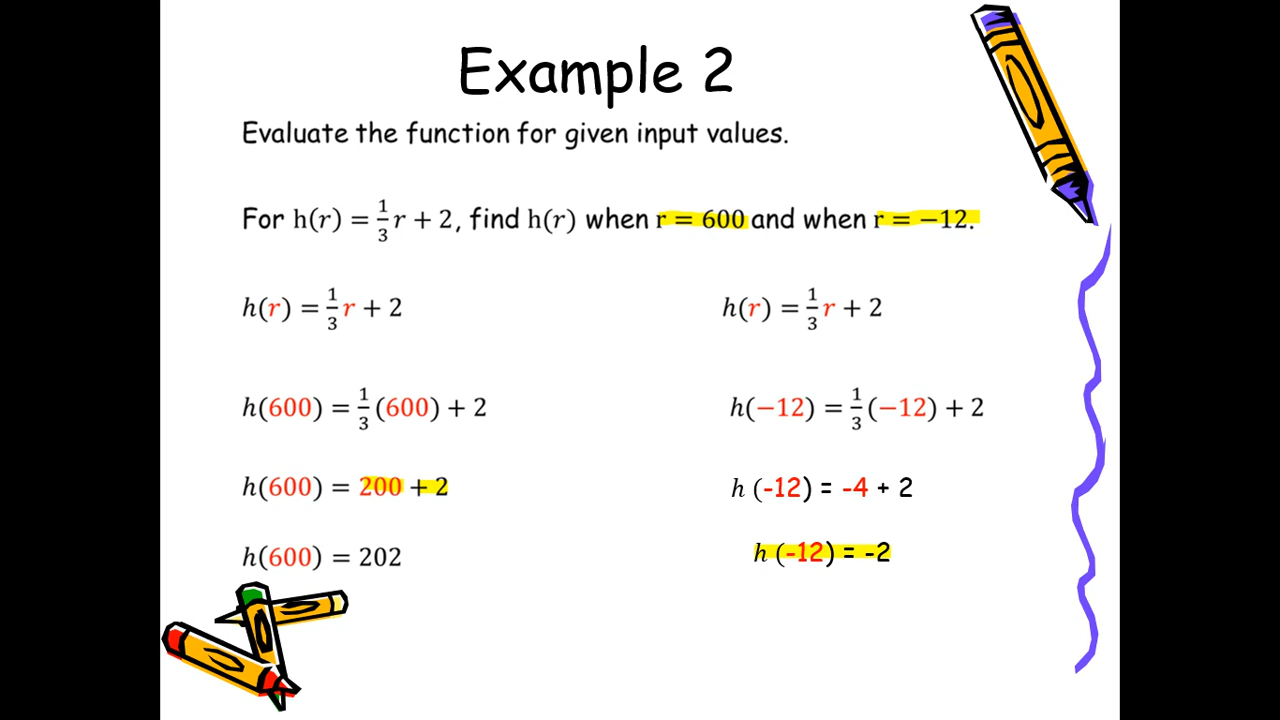 Example 2
Evaluate the function for given input values.
For h(r) = 1/3 r + 2, find h(r) when r = 600 and when r = −12.
h(r) = 1/3 r + 2
h(600) = 1/3 (600) + 2
h(600) = 200 + 2
h(600) = 202
h(r) = 1/3 r + 2
h(−12) = 1/3 (−12) + 2
h (-12) = -4 + 2
h (-12) = -2